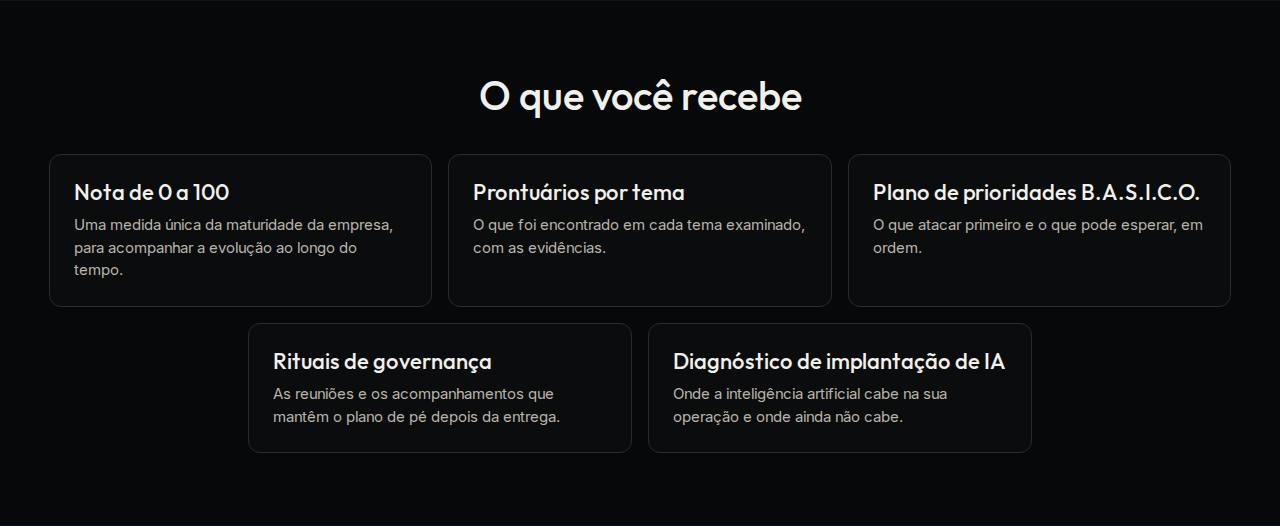 O que você recebe
Nota de 0 a 100
Uma medida única da maturidade da empresa,
para acompanhar a evolução ao longo do
tempo.
Prontuários por tema
O que foi encontrado em cada tema examinado,
com as evidências.
Plano de prioridades B.A.S.I.C.O.
O que atacar primeiro e o que pode esperar, em
ordem.
Rituais de governança
As reuniões e os acompanhamentos que
mantêm o plano de pé depois da entrega.
Diagnóstico de implantação de IA
Onde a inteligência artificial cabe na sua
operação e onde ainda não cabe.